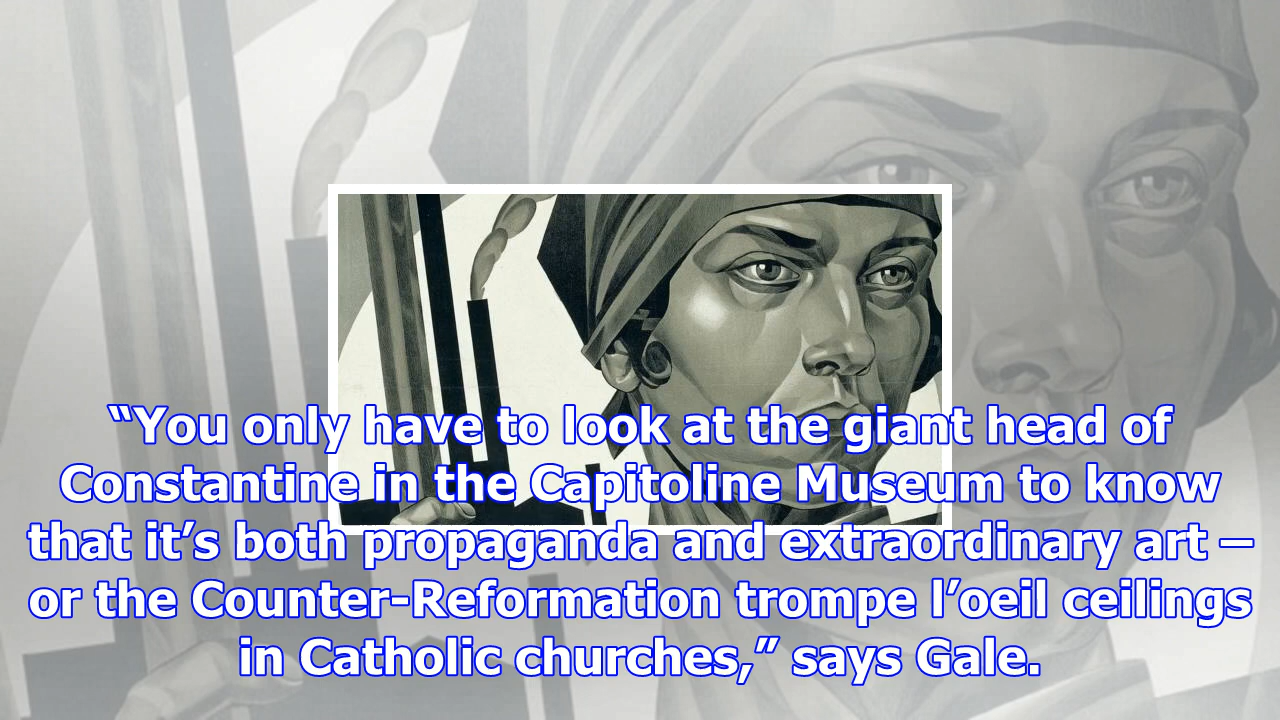 “You only have to look at the giant head of
Constantine in the Capitoline Museum to know
that it’s both propaganda and extraordinary art –
or the Counter-Reformation trompe l’oeil ceilings
in Catholic churches,” says Gale.